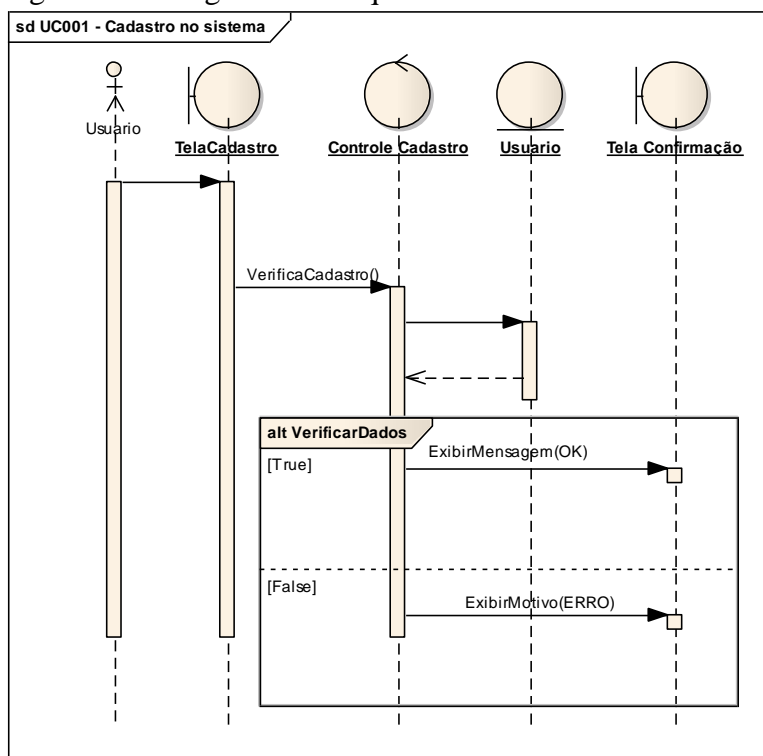 sd UC001 - Cadastro no sistema
Usuario
TelaCadastro
Controle Cadastro
Usuario
Tela Confirmação
VerificaCadastro()
alt VerificarDados
[True]
ExibirMensagem(OK)
[False]
ExibirMotivo(ERRO)